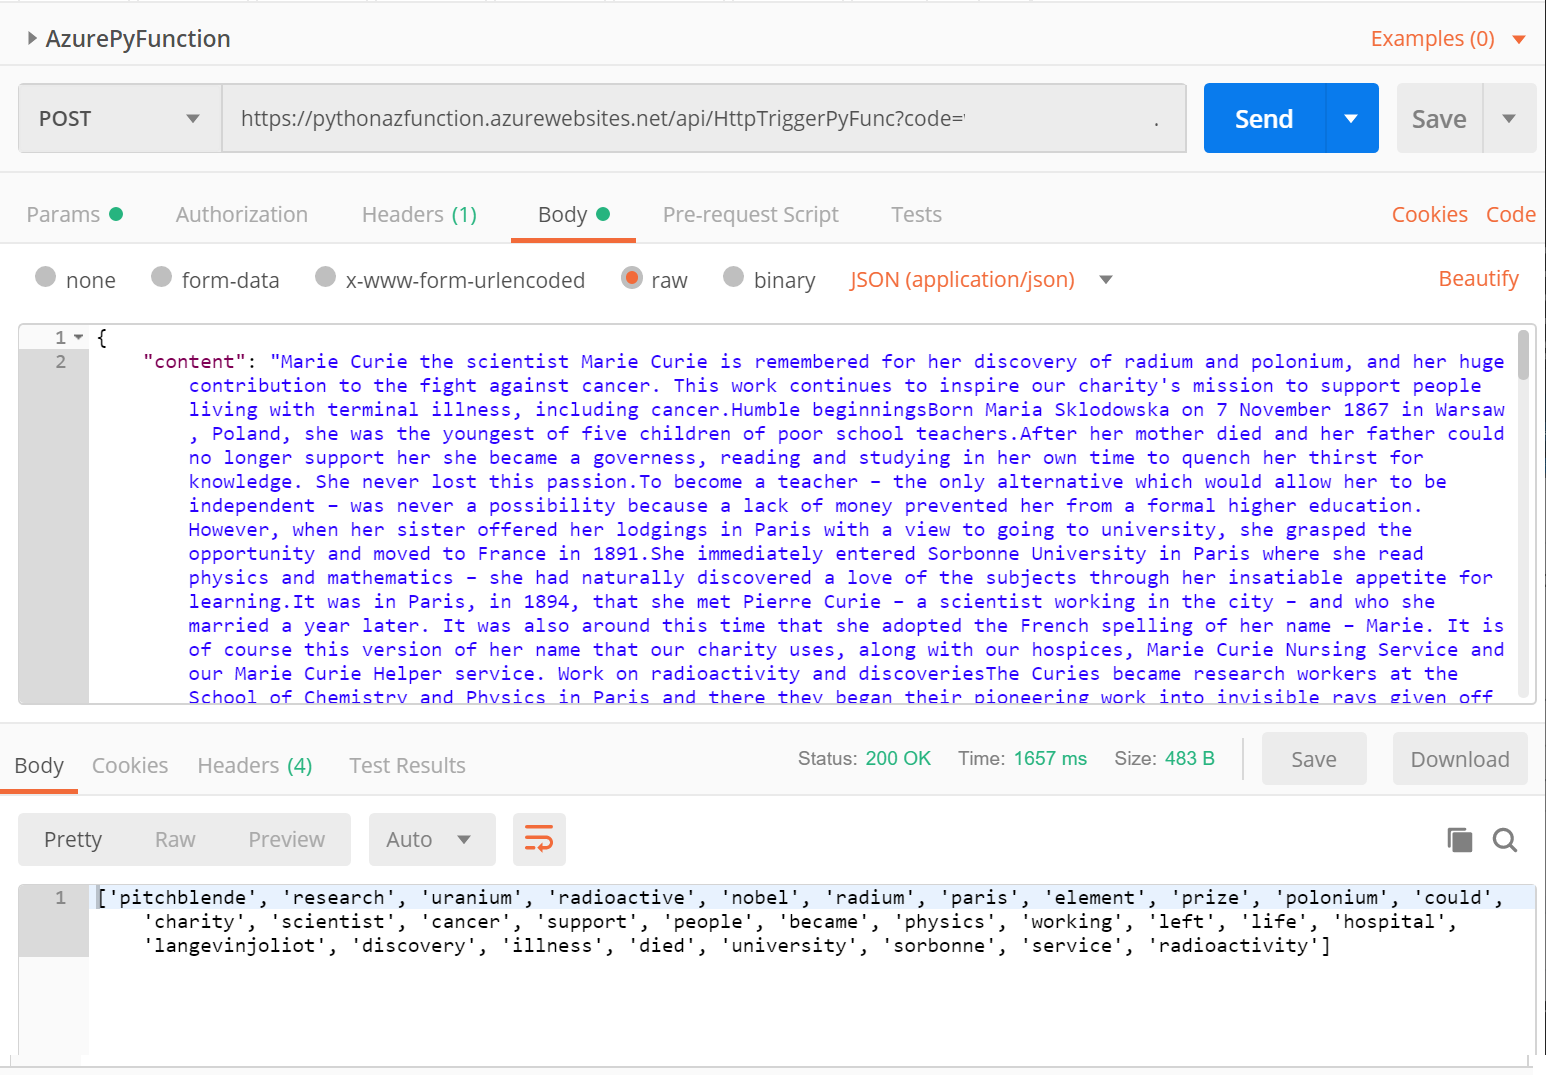 AzurePyFunction
Examples (0)
POST
https://pythonazfunction.azurewebsites.net/api/HttpTriggerPyFunc?code=
Send
Save
Params
Authorization
Headers (1)
Body
Pre-request Script
Tests
Cookies
Code
none
form-data
x-www-form-urlencoded
raw
binary
JSON (application/json)
Beautify
1 {
2 "content": "Marie Curie the scientist Marie Curie is remembered for her discovery of radium and polonium, and her huge
contribution to the fight against cancer. This work continues to inspire our charity's mission to support people
living with terminal illness, including cancer.Humble beginningsBorn Maria Sklodowska on 7 November 1867 in Warsaw
, Poland, she was the youngest of five children of poor school teachers.After her mother died and her father could
no longer support her she became a governess, reading and studying in her own time to quench her thirst for
knowledge. She never lost this passion.To become a teacher – the only alternative which would allow her to be
independent – was never a possibility because a lack of money prevented her from a formal higher education.
However, when her sister offered her lodgings in Paris with a view to going to university, she grasped the
opportunity and moved to France in 1891.She immediately entered Sorbonne University in Paris where she read
physics and mathematics – she had naturally discovered a love of the subjects through her insatiable appetite for
learning.It was in Paris, in 1894, that she met Pierre Curie – a scientist working in the city – and who she
married a year later. It was also around this time that she adopted the French spelling of her name – Marie. It is
of course this version of her name that our charity uses, along with our hospices, Marie Curie Nursing Service and
our Marie Curie Helper service. Work on radioactivity and discoveriesThe Curies became research workers at the
School of Chemistry and Physics in Paris and there they began their pioneering work into invisible rays given off
Body
Cookies
Headers (4)
Test Results
Status: 200 OK
Time: 1657 ms
Size: 483 B
Save
Download
Pretty
Raw
Preview
Auto
1 ['pitchblende', 'research', 'uranium', 'radioactive', 'nobel', 'radium', 'paris', 'element', 'prize', 'polonium', 'could',
'charity', 'scientist', 'cancer', 'support', 'people', 'became', 'physics', 'working', 'left', 'life', 'hospital',
'langevinjoliot', 'discovery', 'illness', 'died', 'university', 'sorbonne', 'service', 'radioactivity']